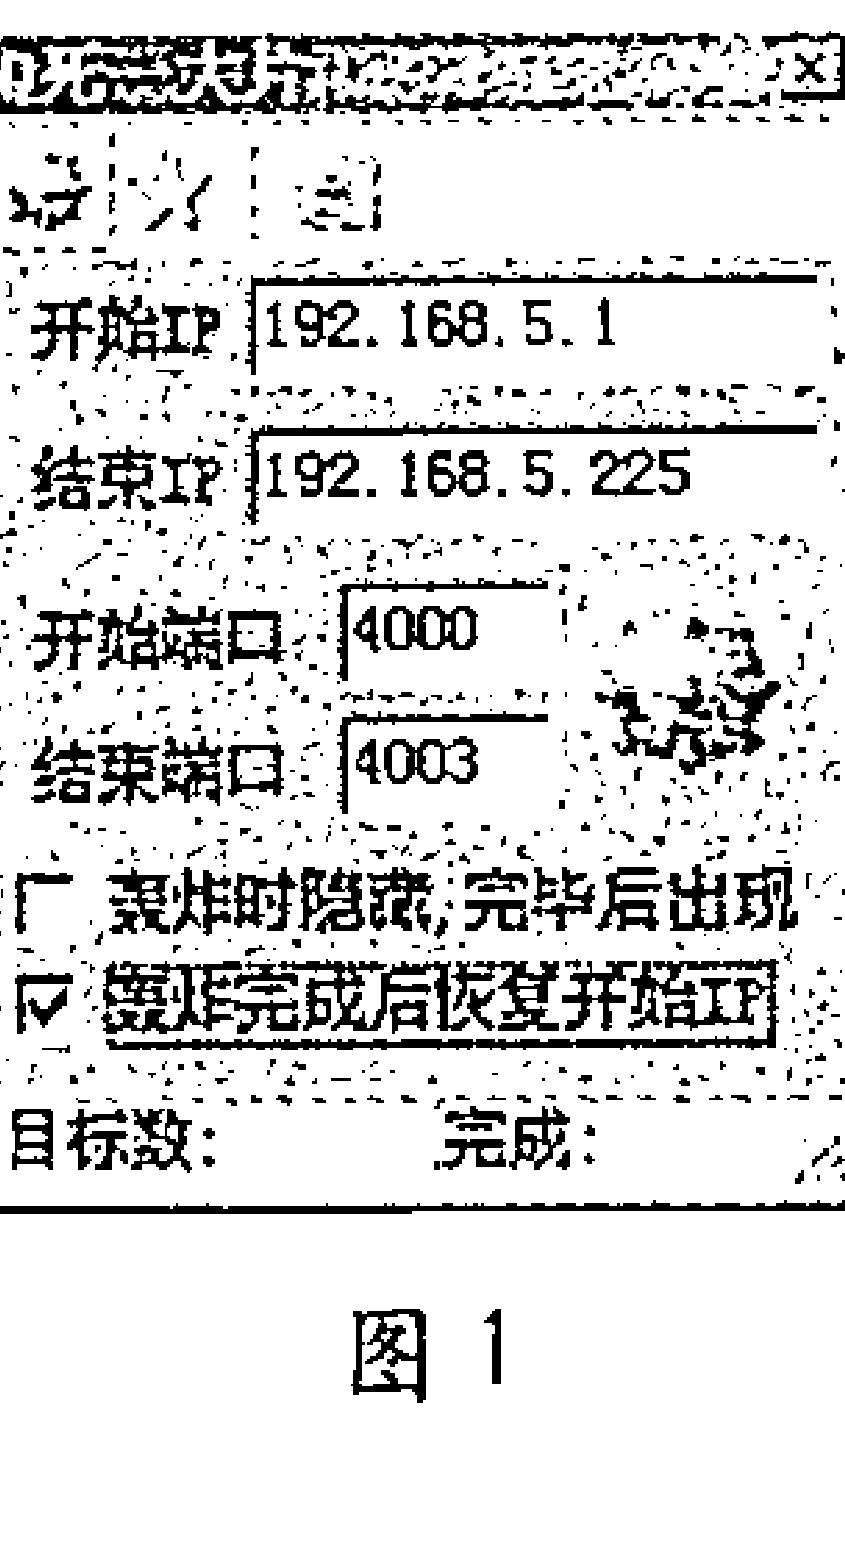 开始IP 192.168.5.1
结束IP 192.168.5.225
开始端口 4000
结束端口 4003
轰炸时隐藏,完毕后出现
轰炸完成后恢复开始IP
目标数: 完成:
图 1